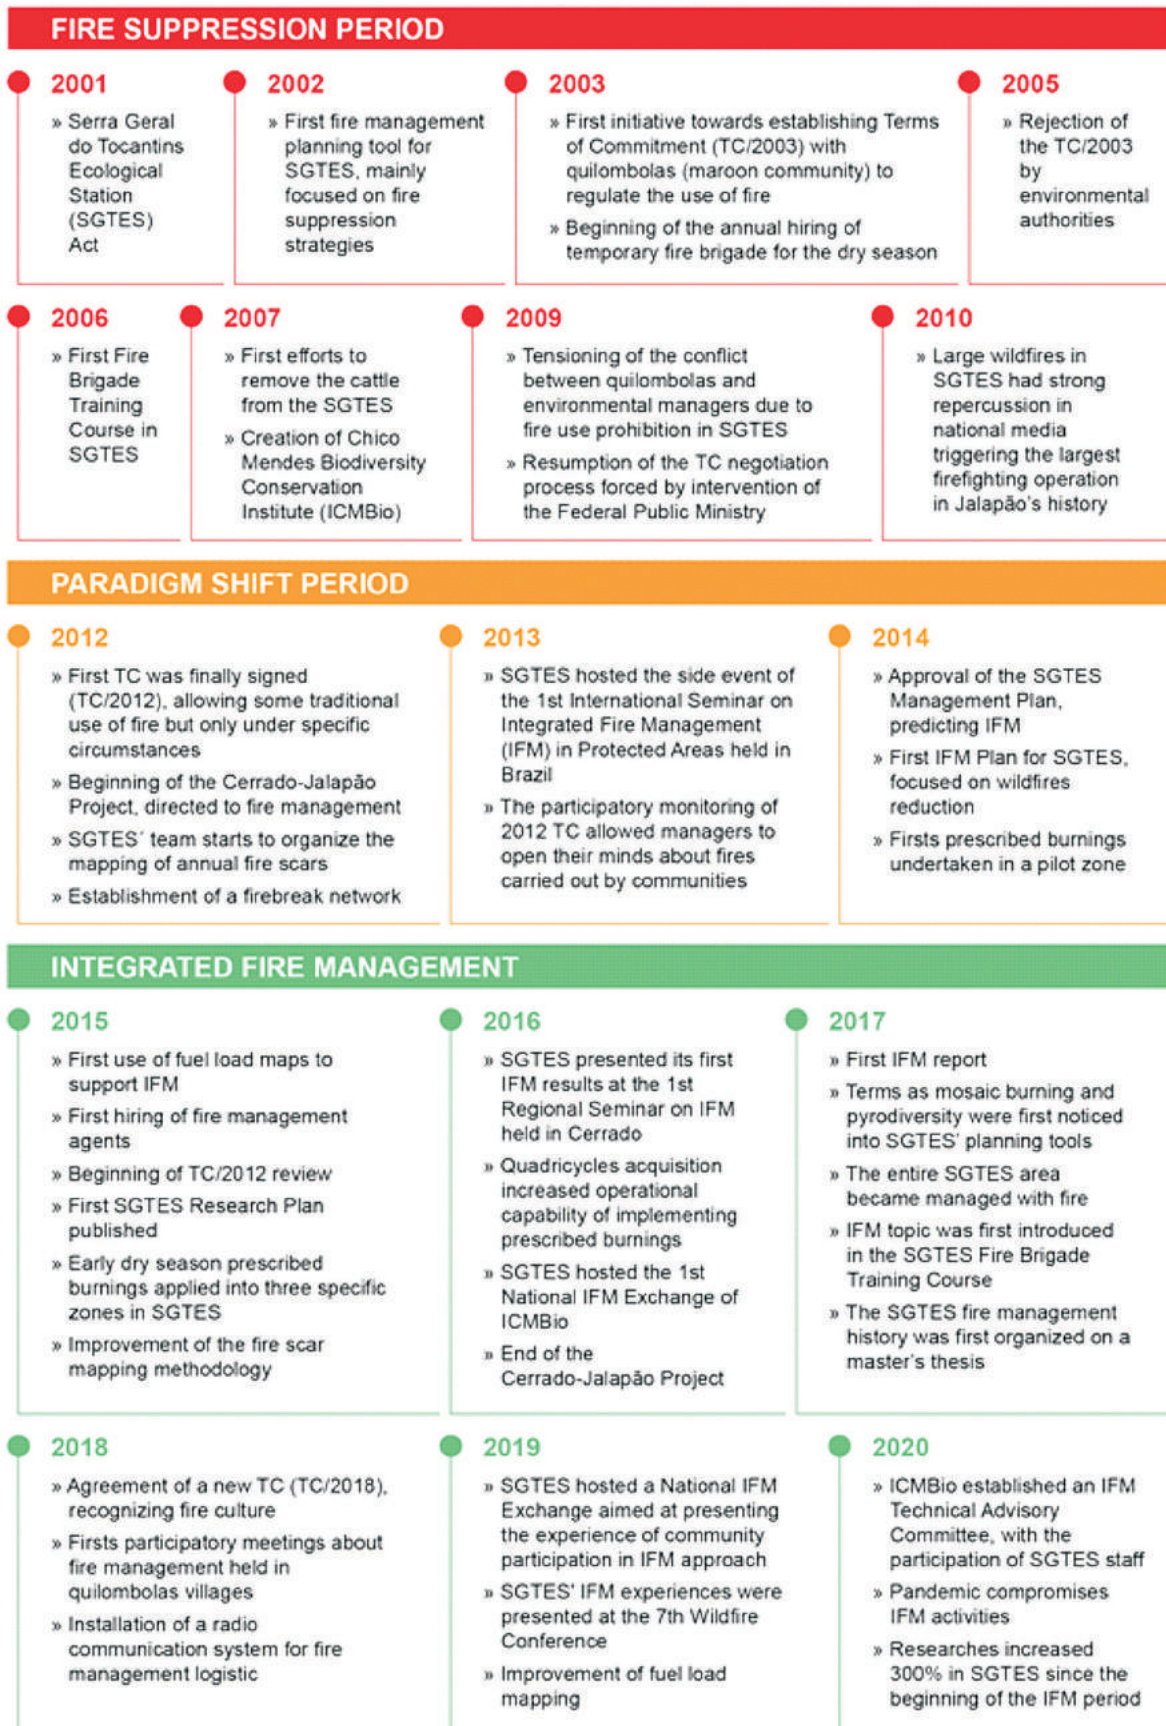 FIRE SUPPRESSION PERIOD
2001
» Serra Geral
do Tocantins
Ecological
Station
(SGTES)
Act
2002
» First fire management
planning tool for
SGTES, mainly
focused on fire
suppression
strategies
2003
» First initiative towards establishing Terms
of Commitment (TC/2003) with
quilombolas (maroon community) to
regulate the use of fire
» Beginning of the annual hiring of
temporary fire brigade for the dry season
2005
» Rejection of
the TC/2003
by
environmental
authorities
2006
» First Fire
Brigade
Training
Course in
SGTES
2007
» First efforts to
remove the cattle
from the SGTES
» Creation of Chico
Mendes Biodiversity
Conservation
Institute (ICMBio)
2009
» Tensioning of the conflict
between quilombolas and
environmental managers due to
fire use prohibition in SGTES
» Resumption of the TC negotiation
process forced by intervention of
the Federal Public Ministry
2010
» Large wildfires in
SGTES had strong
repercussion in
national media
triggering the largest
firefighting operation
in Jalapão's history
PARADIGM SHIFT PERIOD
2012
» First TC was finally signed
(TC/2012), allowing some traditional
use of fire but only under specific
circumstances
» Beginning of the Cerrado-Jalapão
Project, directed to fire management
» SGTES´ team starts to organize the
mapping of annual fire scars
» Establishment of a firebreak network
2013
» SGTES hosted the side event of
the 1st International Seminar on
Integrated Fire Management
(IFM) in Protected Areas held in
Brazil
» The participatory monitoring of
2012 TC allowed managers to
open their minds about fires
carried out by communities
2014
» Approval of the SGTES
Management Plan,
predicting IFM
» First IFM Plan for SGTES,
focused on wildfires
reduction
» Firsts prescribed burnings
undertaken in a pilot zone
INTEGRATED FIRE MANAGEMENT
2015
» First use of fuel load maps to
support IFM
» First hiring of fire management
agents
» Beginning of TC/2012 review
» First SGTES Research Plan
published
» Early dry season prescribed
burnings applied into three specific
zones in SGTES
» Improvement of the fire scar
mapping methodology
2016
» SGTES presented its first
IFM results at the 1st
Regional Seminar on IFM
held in Cerrado
» Quadricycles acquisition
increased operational
capability of implementing
prescribed burnings
» SGTES hosted the 1st
National IFM Exchange of
ICMBio
» End of the
Cerrado-Jalapão Project
2017
» First IFM report
» Terms as mosaic burning and
pyrodiversity were first noticed
into SGTES' planning tools
» The entire SGTES area
became managed with fire
» IFM topic was first introduced
in the SGTES Fire Brigade
Training Course
» The SGTES fire management
history was first organized on a
master's thesis
2018
» Agreement of a new TC (TC/2018),
recognizing fire culture
» Firsts participatory meetings about
fire management held in
quilombolas villages
» Installation of a radio
communication system for fire
management logistic
2019
» SGTES hosted a National IFM
Exchange aimed at presenting
the experience of community
participation in IFM approach
» SGTES' IFM experiences were
presented at the 7th Wildfire
Conference
» Improvement of fuel load
mapping
2020
» ICMBio established an IFM
Technical Advisory
Committee, with the
participation of SGTES staff
» Pandemic compromises
IFM activities
» Researches increased
300% in SGTES since the
beginning of the IFM period